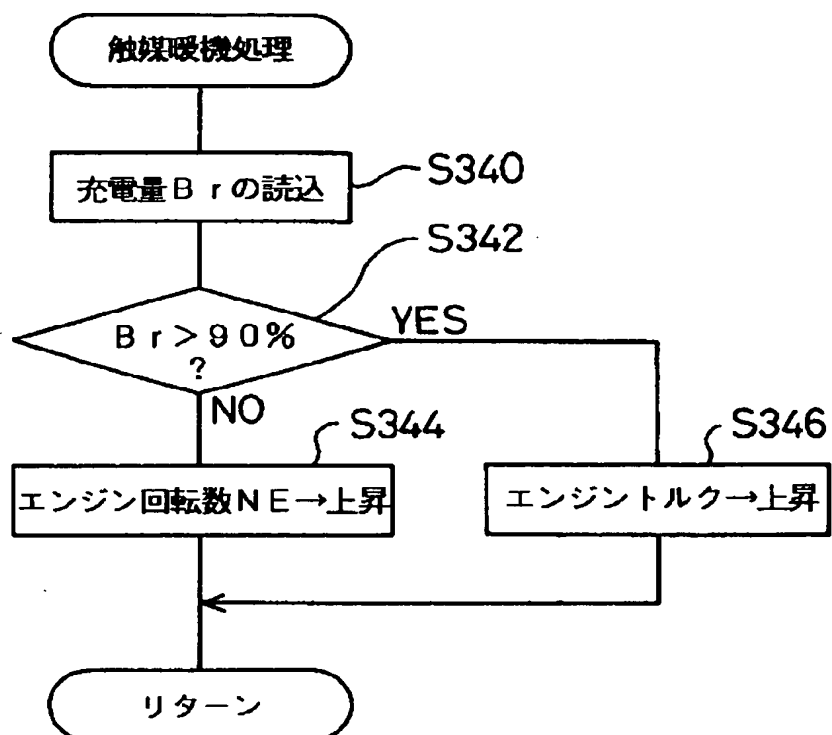 触媒暖機処理
充電量Brの読込
S340
S342
Br>90%
?
YES
NO
S344
S346
エンジン回転数NE→上昇
エンジントルク→上昇
リターン